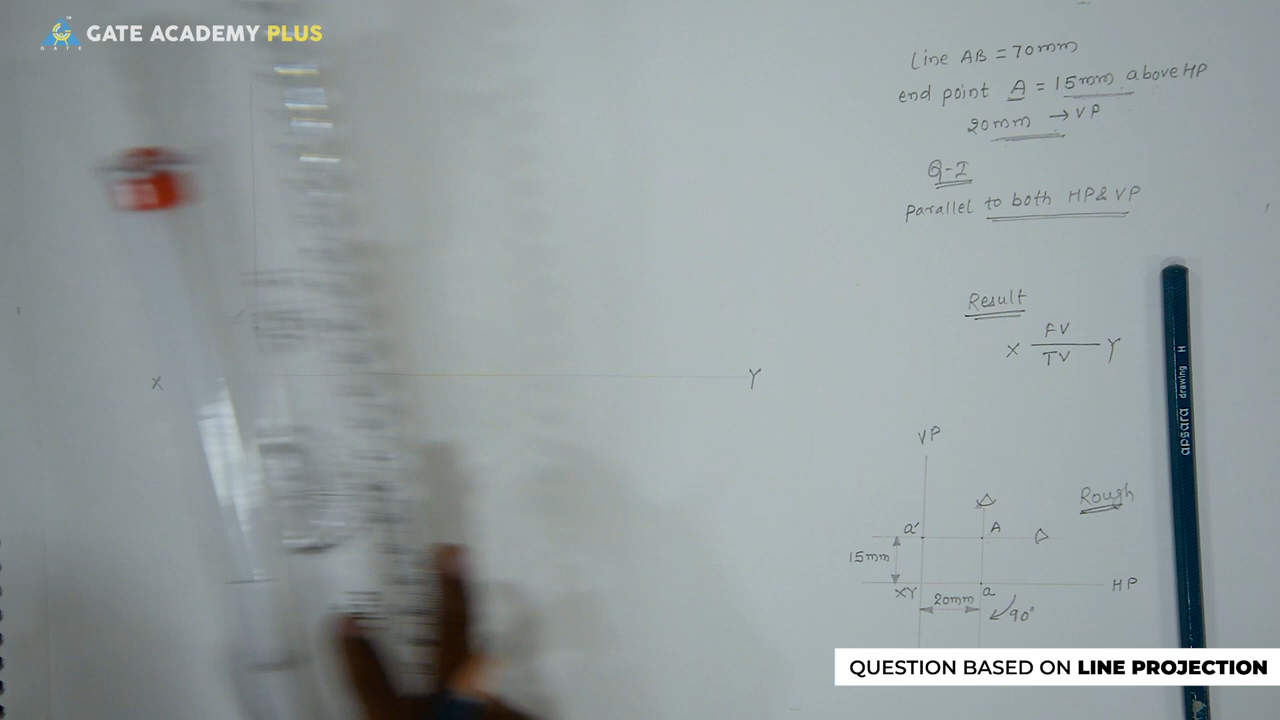 GATE ACADEMY PLUS
GATE
Line AB = 70mm
end point A = 15mm above HP
20mm → VP
Q-I
parallel to both HP & VP
Result
FV
X Y
TV
X Y
VP
Rough
a' A
15mm
XY 20mm a HP
90°
apsara drawing H
QUESTION BASED ON LINE PROJECTION